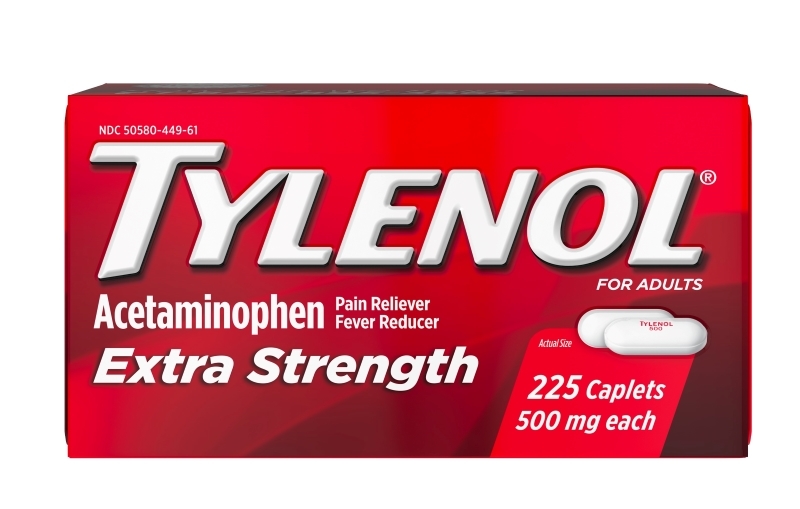 NDC 50580-449-61
TYLENOL®
FOR ADULTS
Acetaminophen Pain Reliever
Fever Reducer
Extra Strength
Actual Size
TYLENOL
500
225 Caplets
500 mg each